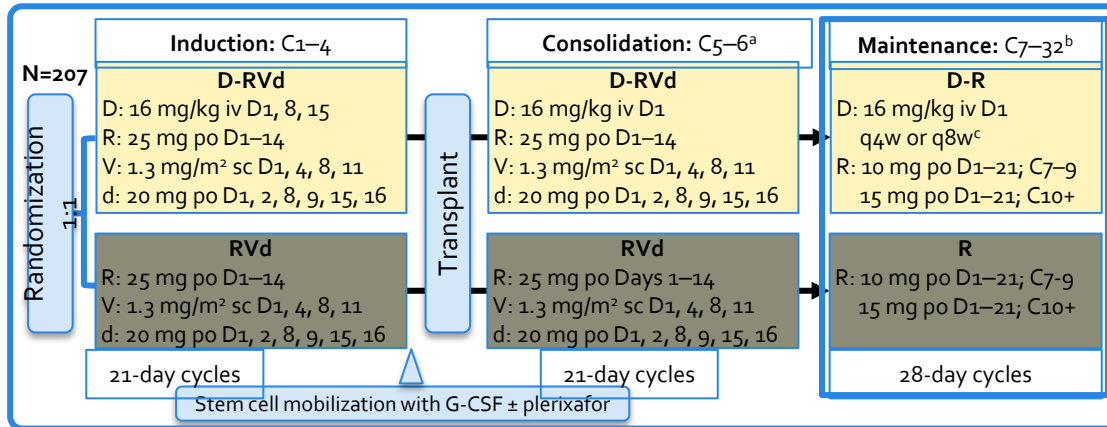 N=207
Randomization
1:1
Induction: C1–4
D-RVd
D: 16 mg/kg iv D1, 8, 15
R: 25 mg po D1–14
V: 1.3 mg/m² sc D1, 4, 8, 11
d: 20 mg po D1, 2, 8, 9, 15, 16
RVd
R: 25 mg po D1–14
V: 1.3 mg/m² sc D1, 4, 8, 11
d: 20 mg po D1, 2, 8, 9, 15, 16
21-day cycles
Stem cell mobilization with G-CSF ± plerixafor
Transplant
Consolidation: C5–6ᵃ
D-RVd
D: 16 mg/kg iv D1
R: 25 mg po D1–14
V: 1.3 mg/m² sc D1, 4, 8, 11
d: 20 mg po D1, 2, 8, 9, 15, 16
RVd
R: 25 mg po Days 1–14
V: 1.3 mg/m² sc D1, 4, 8, 11
d: 20 mg po D1, 2, 8, 9, 15, 16
21-day cycles
Maintenance: C7–32ᵇ
D-R
D: 16 mg/kg iv D1
q4w or q8wᶜ
R: 10 mg po D1–21; C7–9
15 mg po D1–21; C10+
R
R: 10 mg po D1–21; C7-9
15 mg po D1–21; C10+
28-day cycles